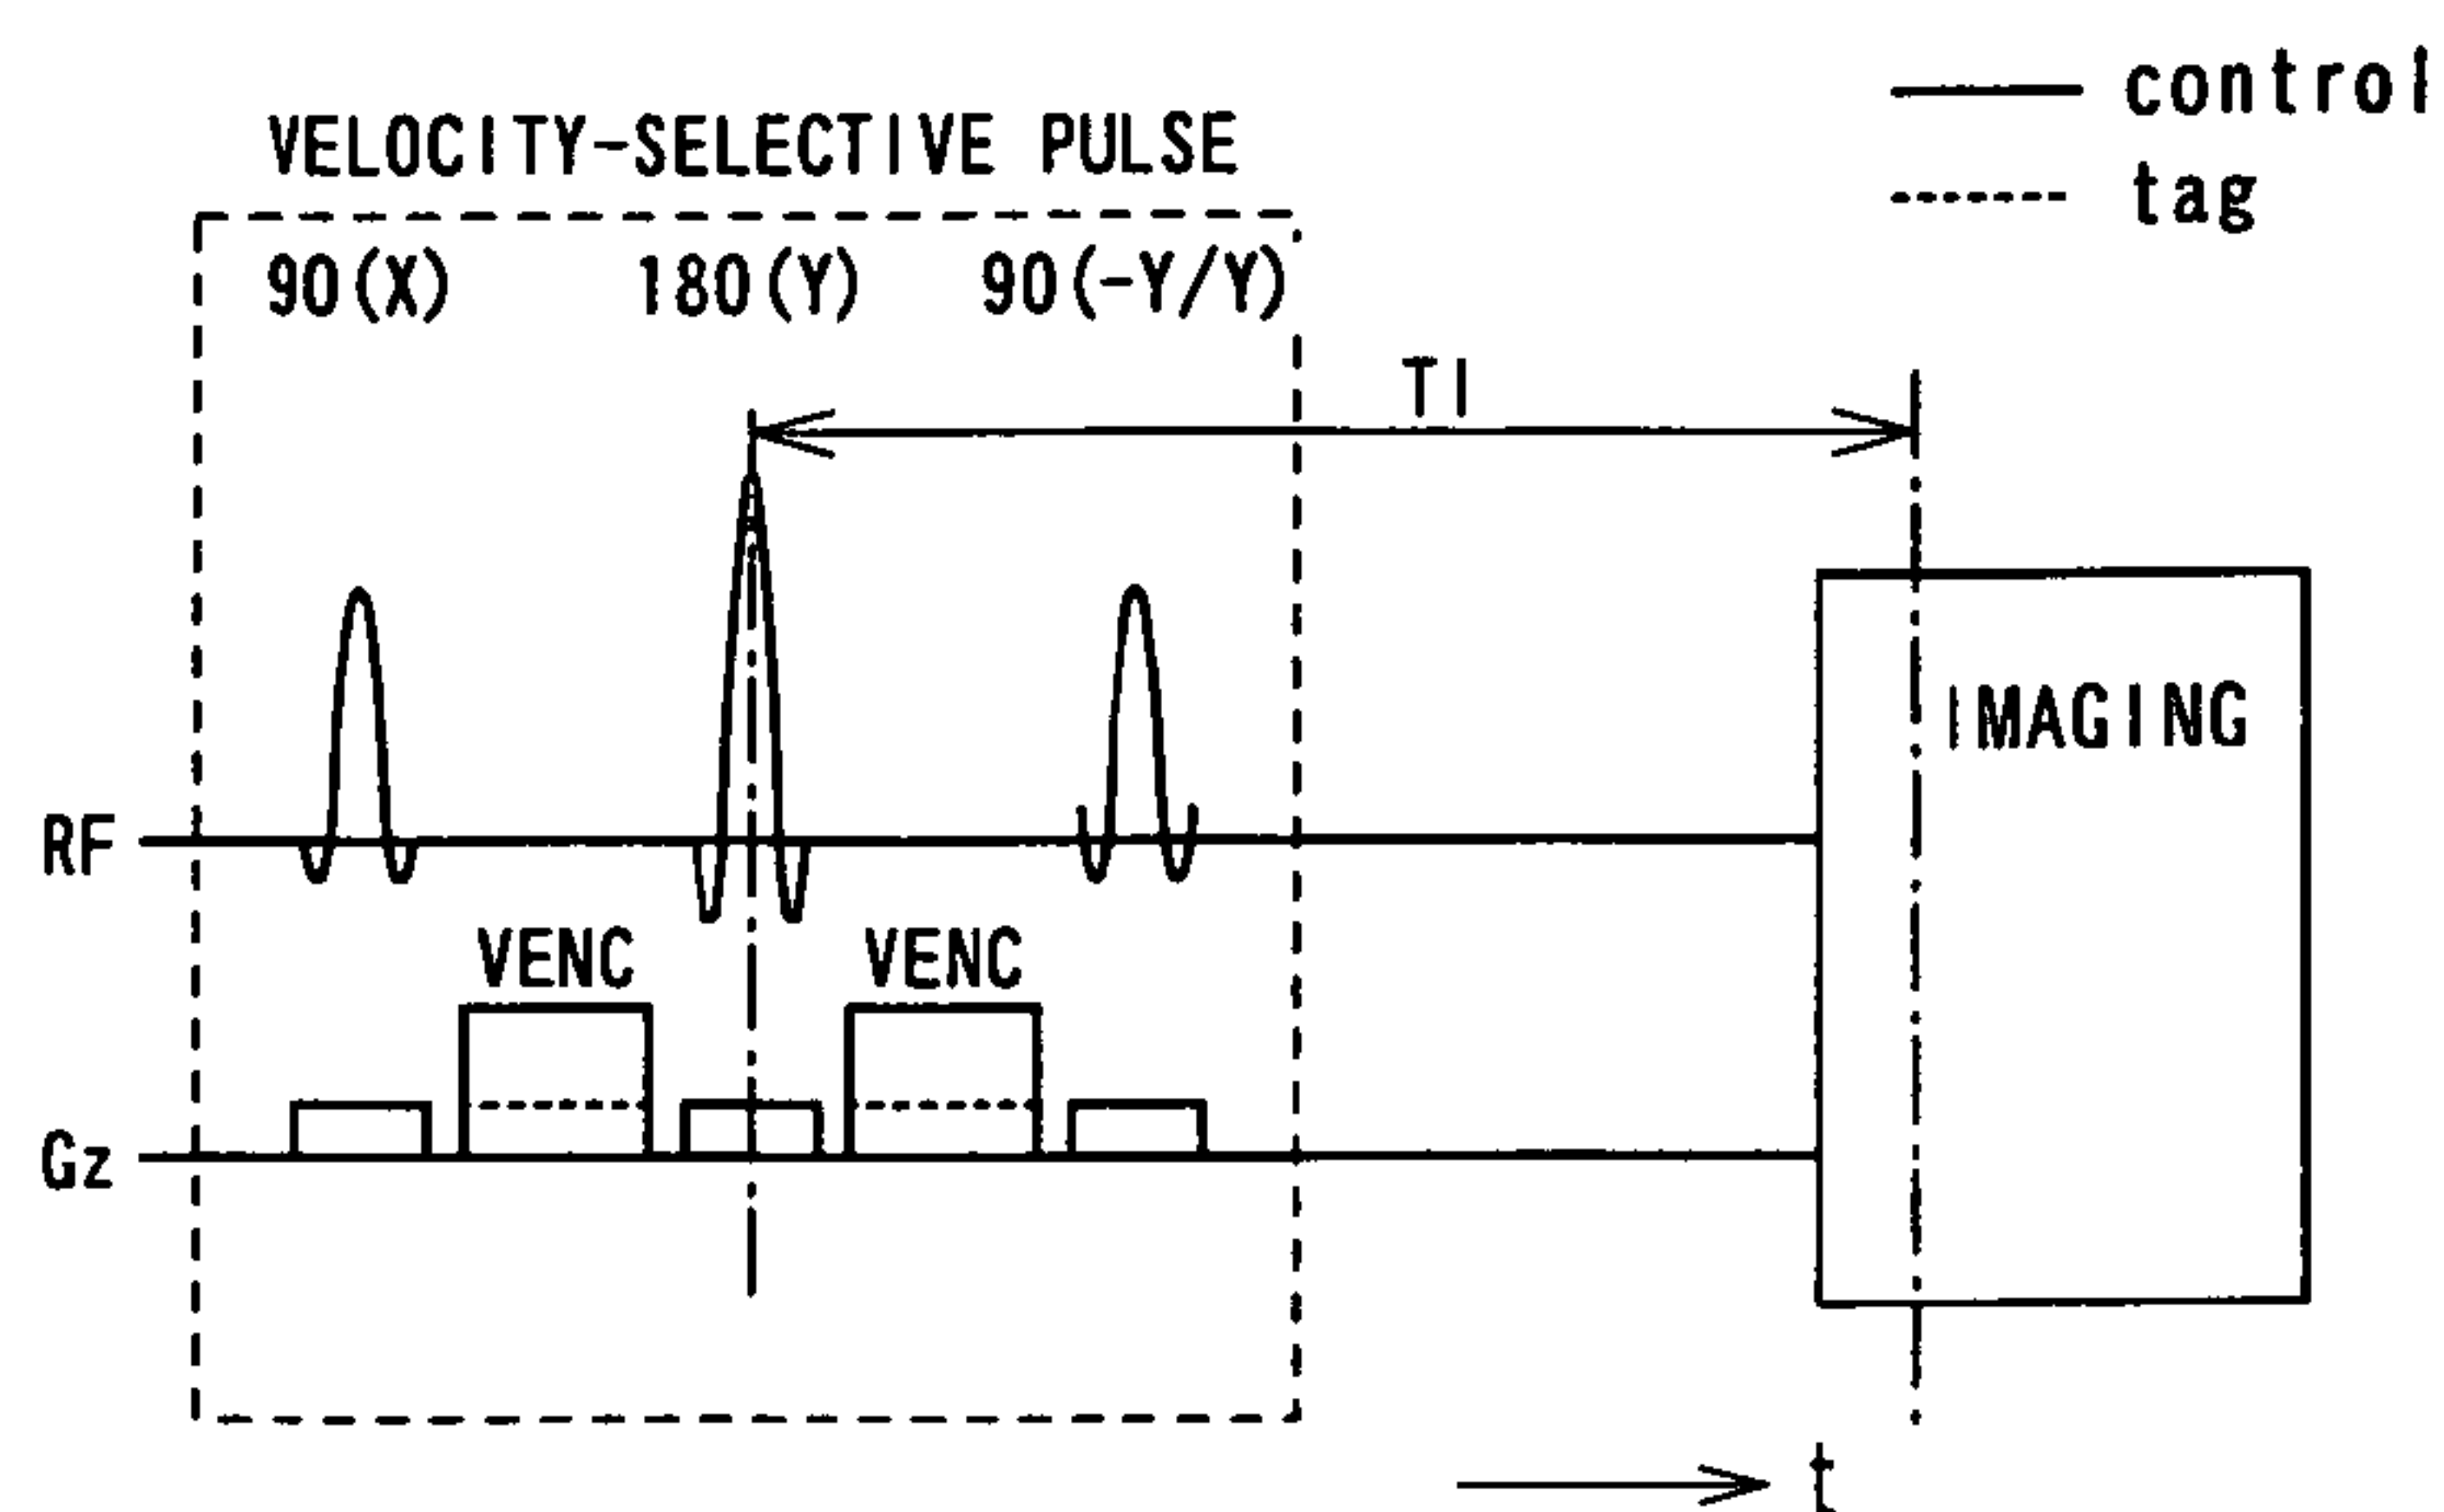 control
VELOCITY-SELECTIVE PULSE
tag
90(X) 180(Y) 90(-Y/Y)
TI
IMAGING
RF
VENC VENC
Gz
t